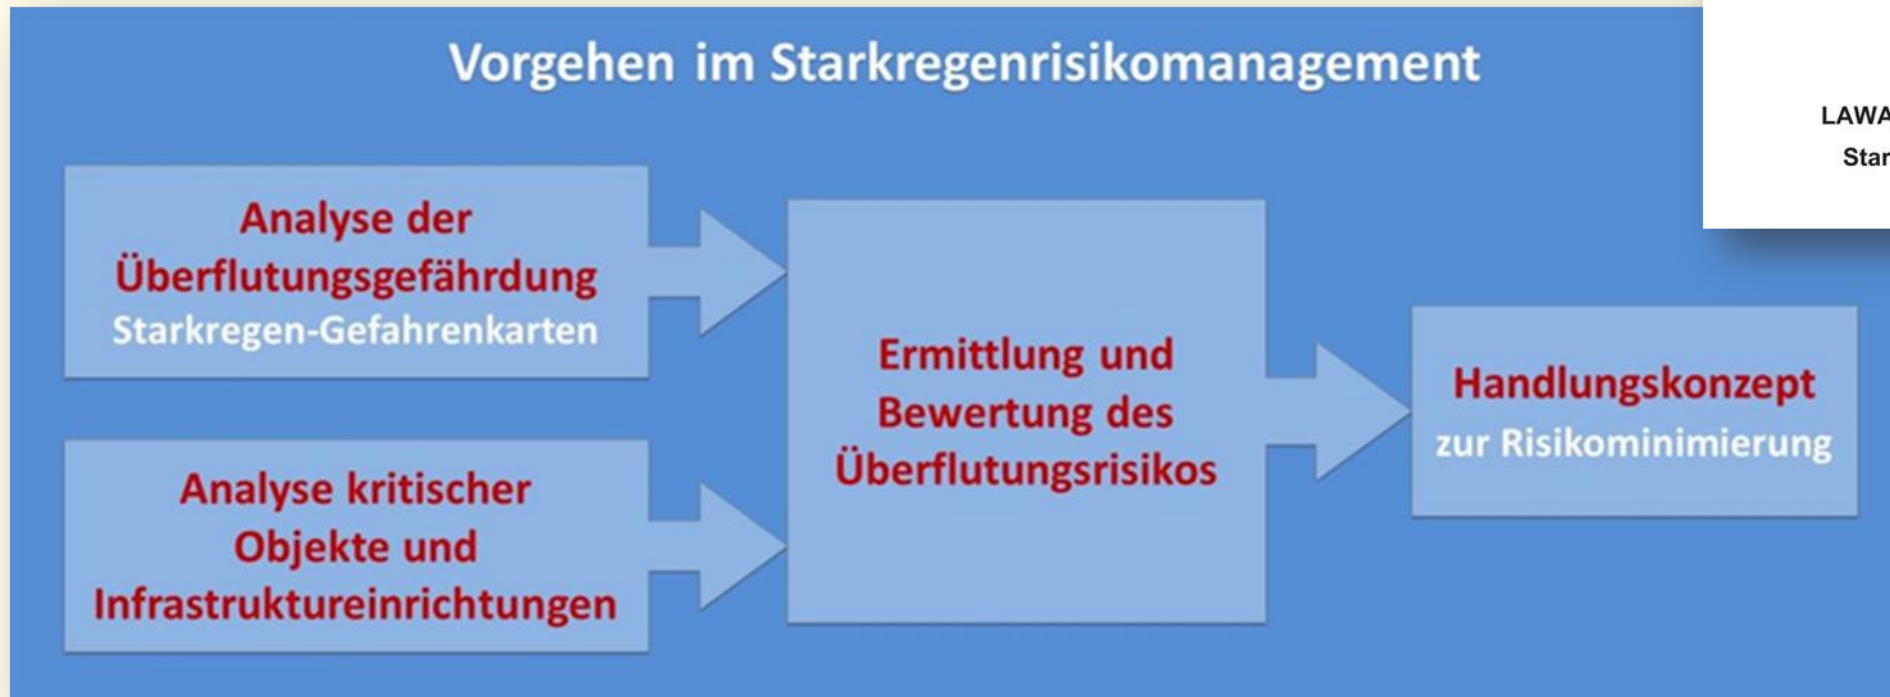 Vorgehen im Starkregenrisikomanagement
LAWA
Analyse der
Überflutungsgefährdung
Starkregen-Gefahrenkarten
Analyse kritischer
Objekte und
Infrastruktureinrichtungen
Ermittlung und
Bewertung des
Überflutungsrisikos
Handlungskonzept
zur Risikominimierung